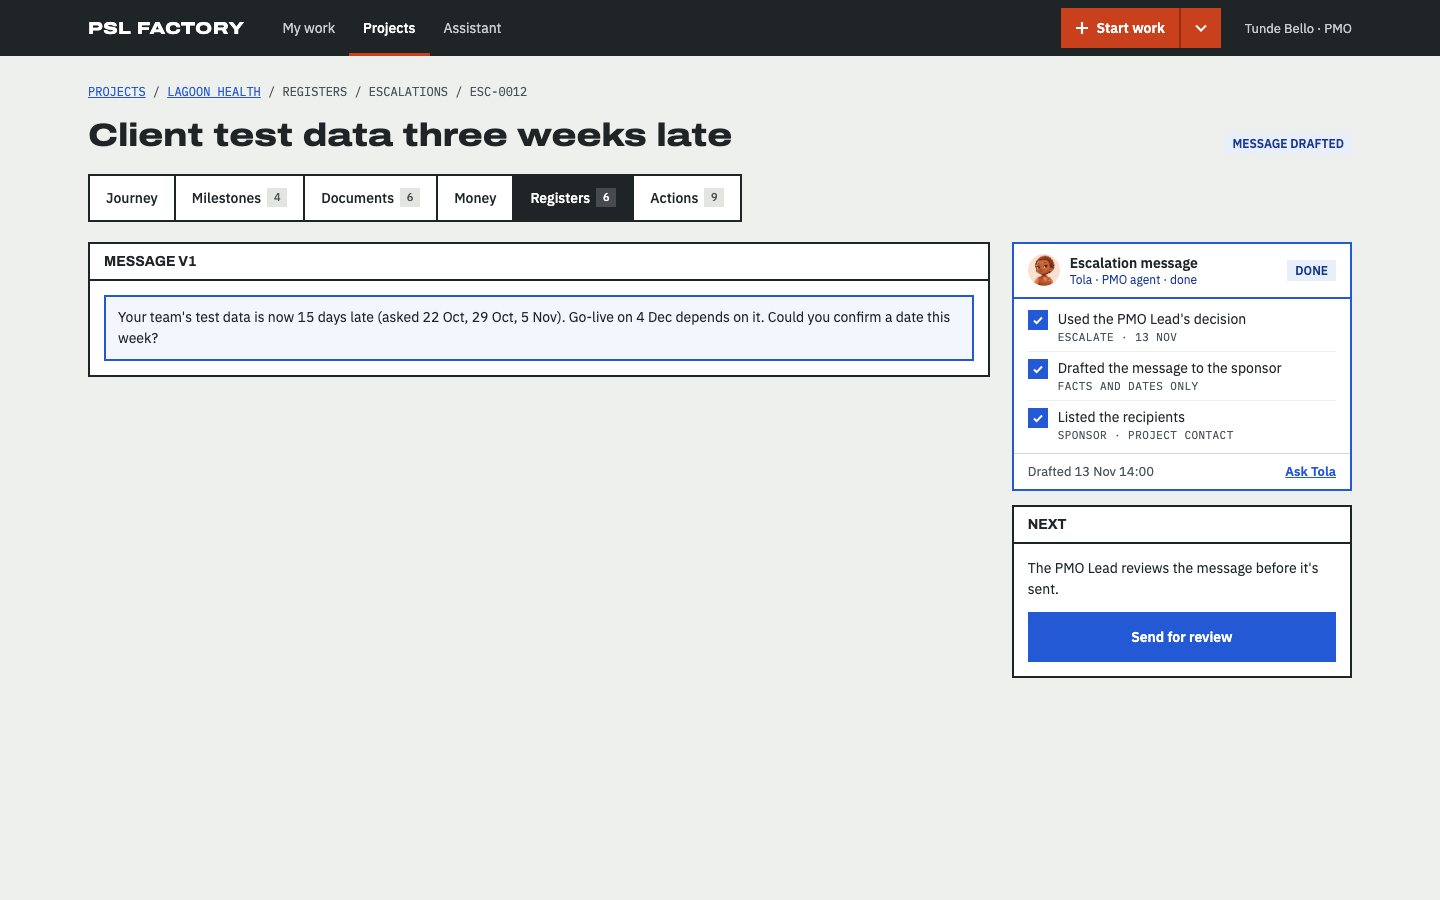 PSL FACTORY
My work
Projects
Assistant
Start work
Tunde Bello · PMO
PROJECTS / LAGOON HEALTH / REGISTERS / ESCALATIONS / ESC-0012
Client test data three weeks late
MESSAGE DRAFTED
Journey
Milestones 4
Documents 6
Money
Registers 6
Actions 9
MESSAGE V1
Your team's test data is now 15 days late (asked 22 Oct, 29 Oct, 5 Nov). Go-live on 4 Dec depends on it. Could you confirm a date this
week?
Escalation message
Tola · PMO agent · done
DONE
Used the PMO Lead's decision
ESCALATE · 13 NOV
Drafted the message to the sponsor
FACTS AND DATES ONLY
Listed the recipients
SPONSOR · PROJECT CONTACT
Drafted 13 Nov 14:00
Ask Tola
NEXT
The PMO Lead reviews the message before it's
sent.
Send for review